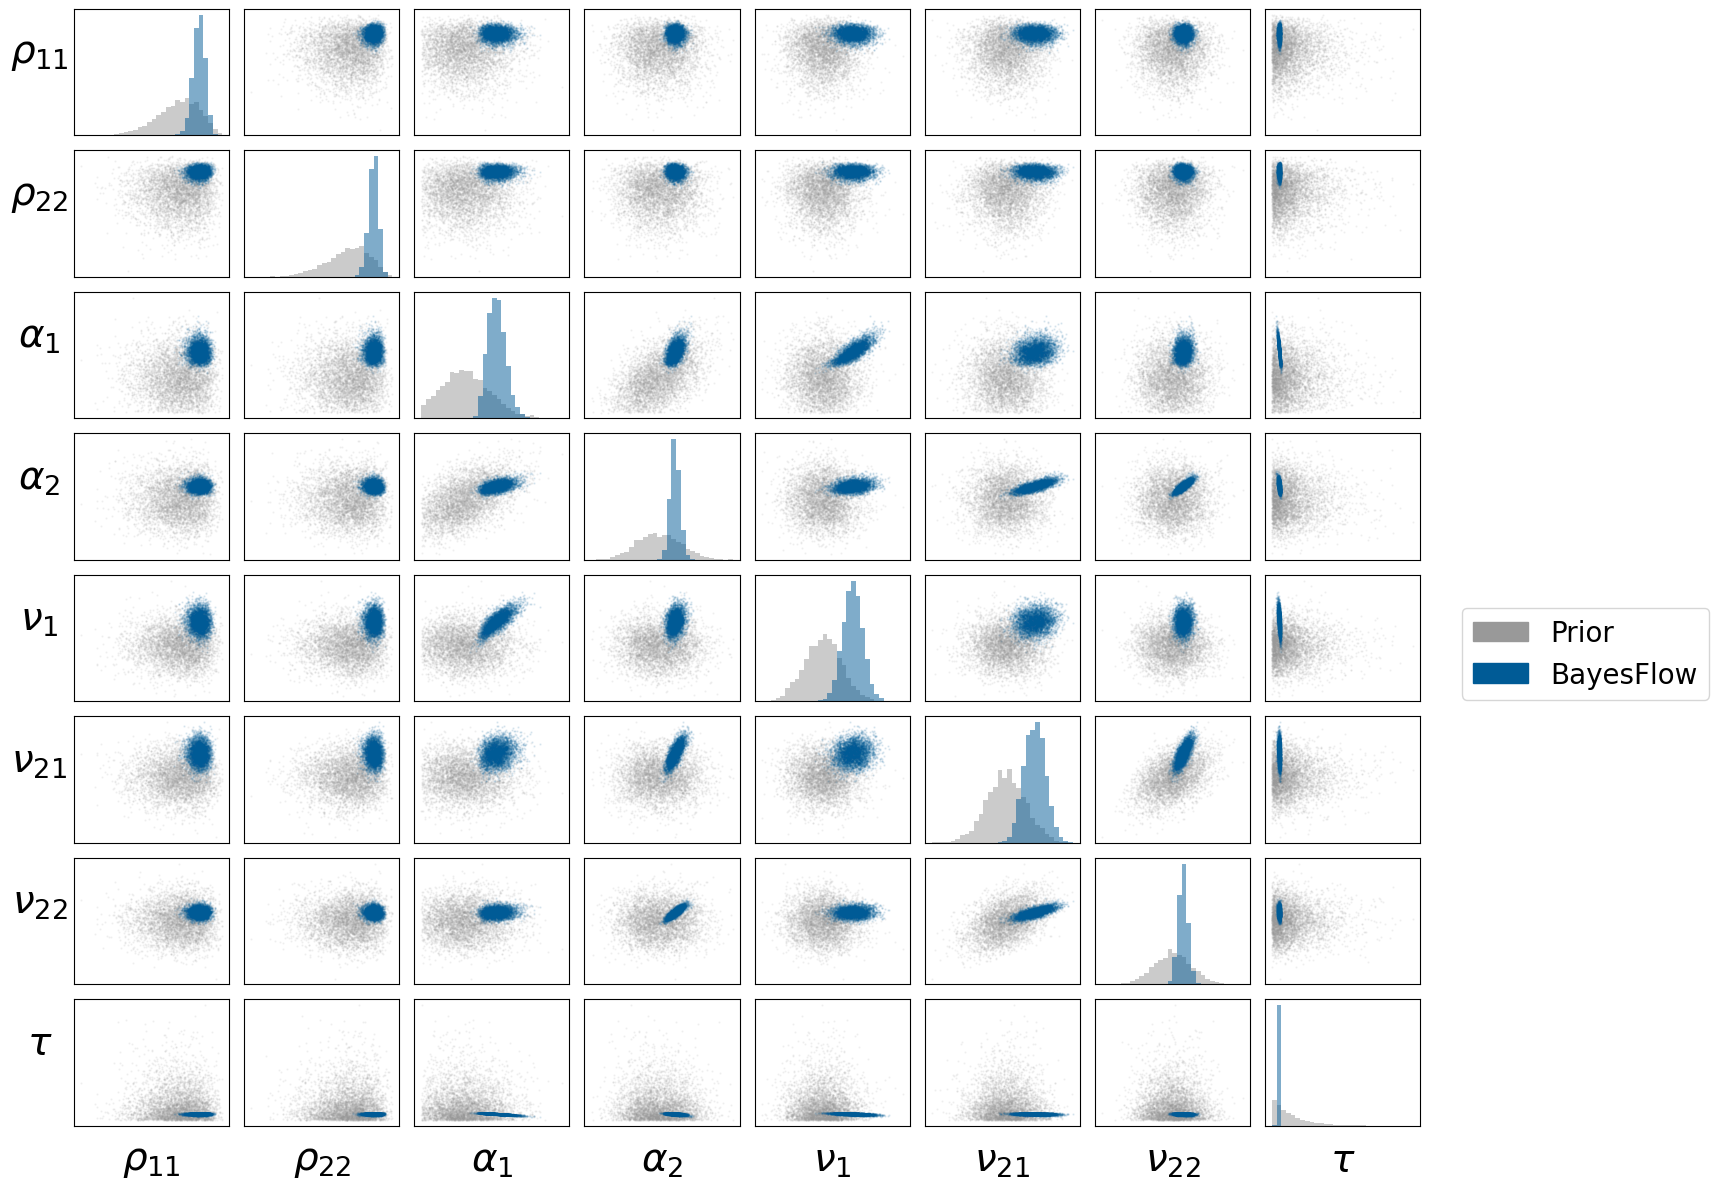 ρ₁₁
ρ₂₂
α₁
α₂
ν₁
ν₂₁
ν₂₂
τ
Prior
BayesFlow
ρ₁₁ ρ₂₂ α₁ α₂ ν₁ ν₂₁ ν₂₂ τ